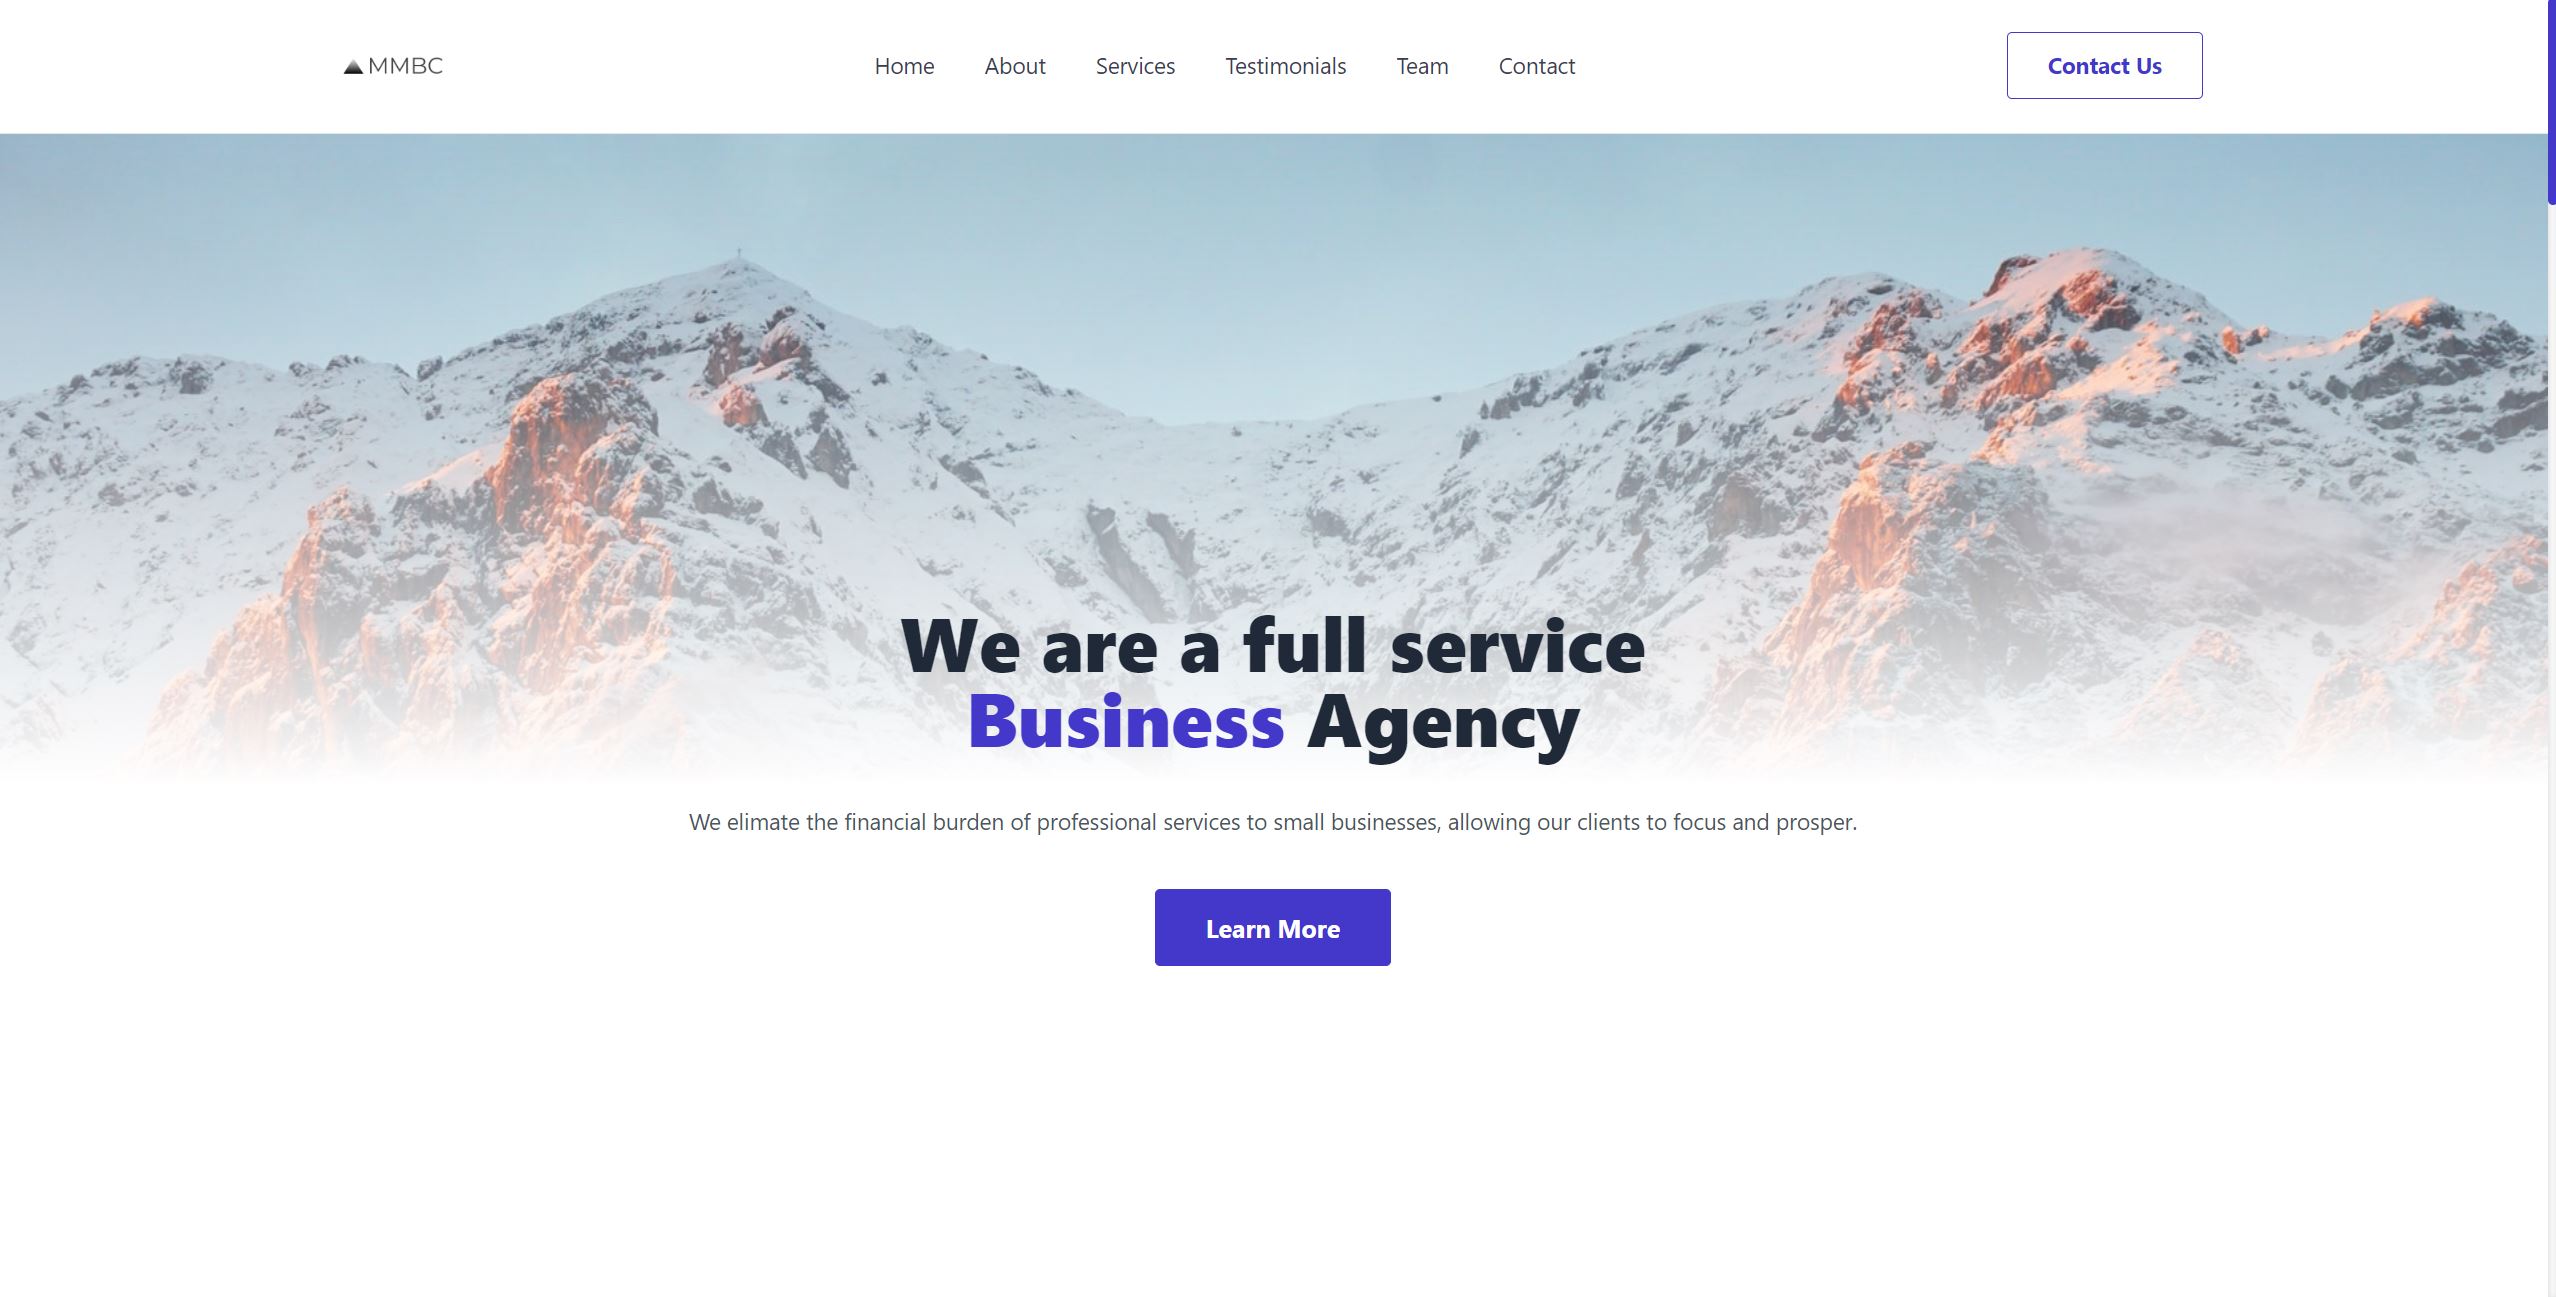 MMBC
Home About Services Testimonials Team Contact
Contact Us
We are a full service
Business Agency
We elimate the financial burden of professional services to small businesses, allowing our clients to focus and prosper.
Learn More